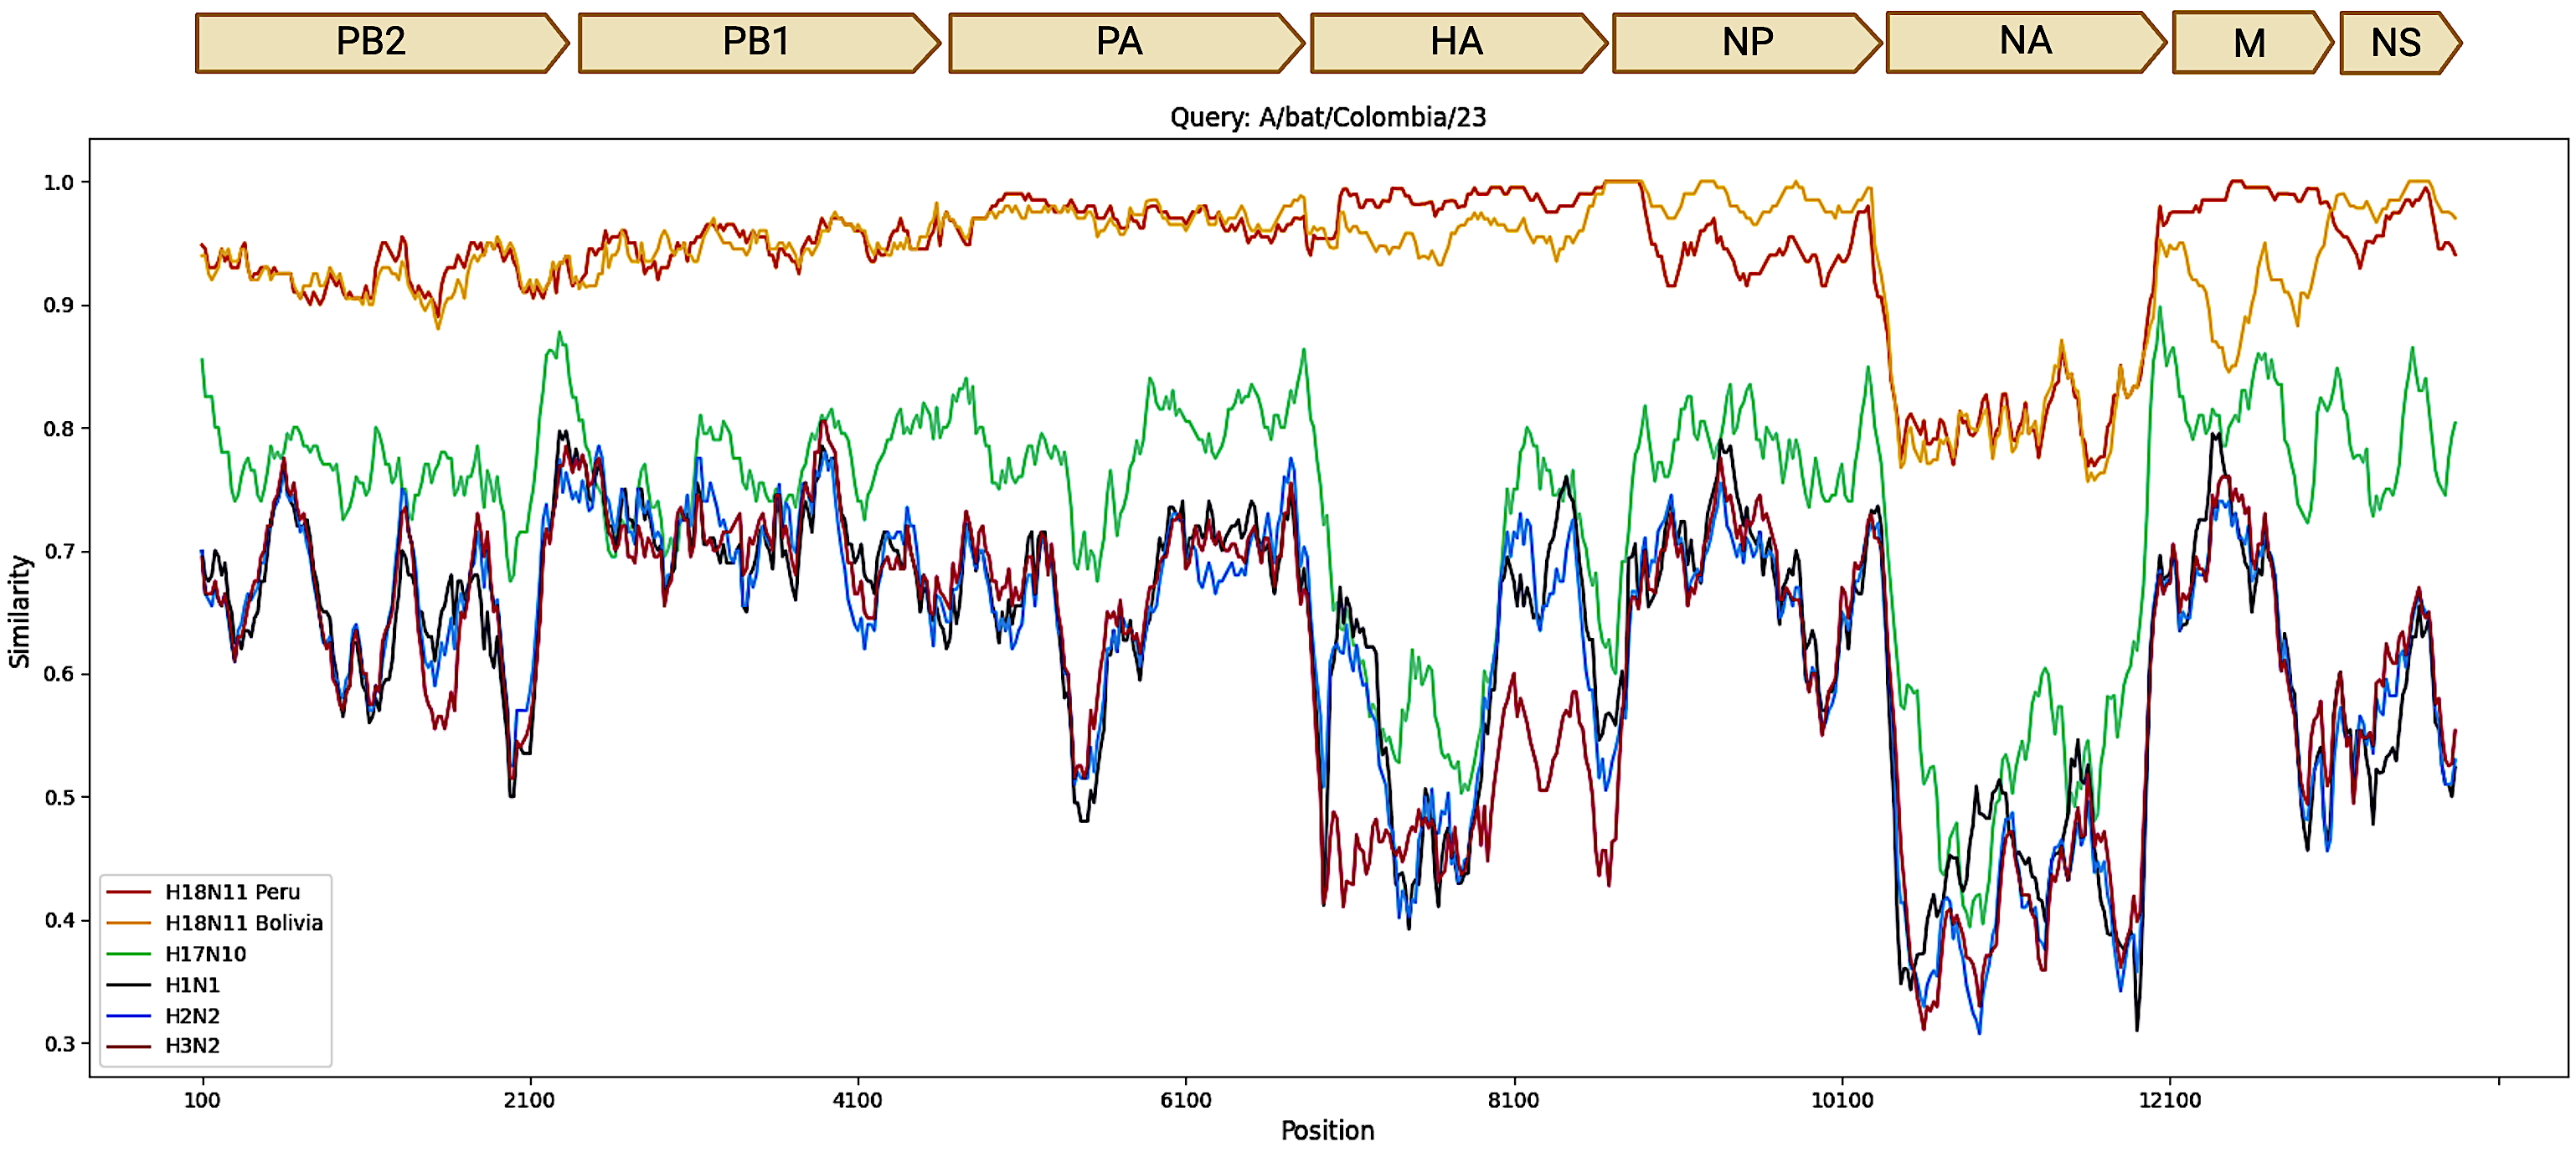 PB2 PB1 PA HA NP NA M NS
Query: A/bat/Colombia/23
1.0
0.9
0.8
0.7
0.6
0.5
0.4
0.3
Similarity
H18N11 Peru
H18N11 Bolivia
H17N10
H1N1
H2N2
H3N2
100 2100 4100 6100 8100 10100 12100
Position